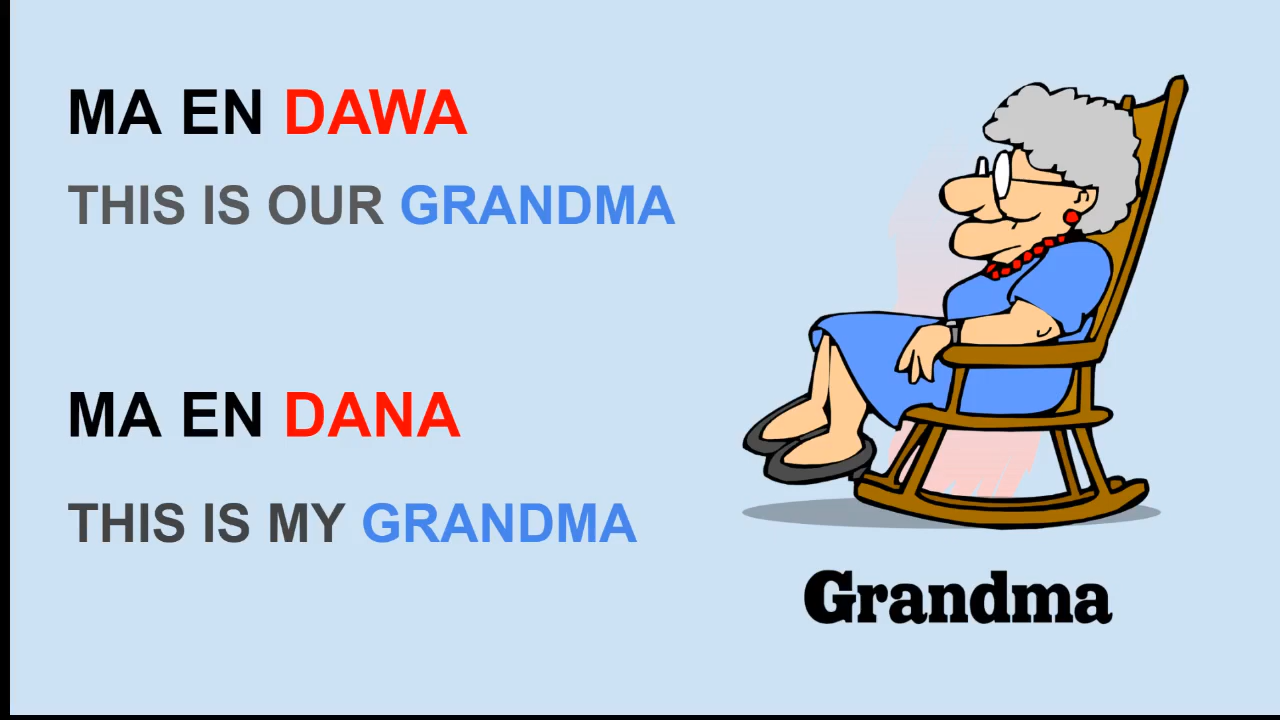 MA EN DAWA
THIS IS OUR GRANDMA
MA EN DANA
THIS IS MY GRANDMA
Grandma